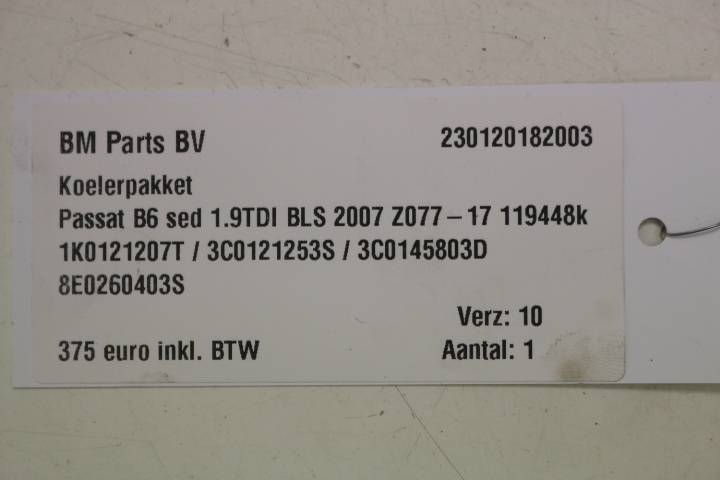 BM Parts BV 230120182003
Koelerpakket
Passat B6 sed 1.9TDI BLS 2007 Z077-17 119448k
1K0121207T / 3C0121253S / 3C0145803D
8E0260403S
Verz: 10
375 euro inkl. BTW Aantal: 1